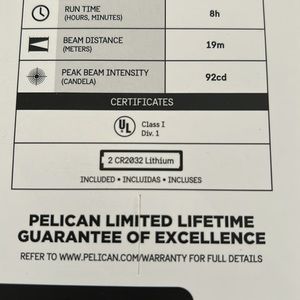 RUN TIME
(HOURS, MINUTES)
8h
BEAM DISTANCE
(METERS)
19m
PEAK BEAM INTENSITY
(CANDELA)
92cd
CERTIFICATES
UL
Class I
Div. 1
2 CR2032 Lithium
INCLUDED • INCLUIDAS • INCLUSES
PELICAN LIMITED LIFETIME
GUARANTEE OF EXCELLENCE
REFER TO WWW.PELICAN.COM/WARRANTY FOR FULL DETAILS